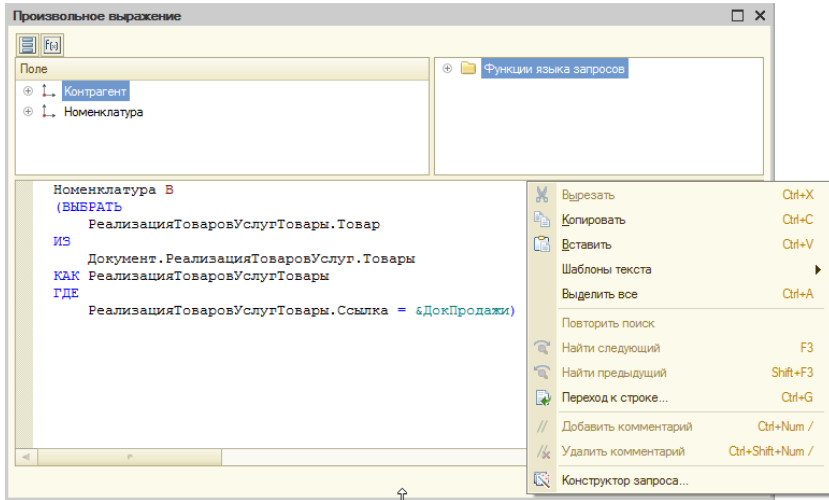 Произвольное выражение
Поле
Контрагент
Номенклатура
Функции языка запросов
Номенклатура В
(ВЫБРАТЬ
РеализацияТоваровУслугТовары.Товар
ИЗ
Документ.РеализацияТоваровУслуг.Товары
КАК РеализацияТоваровУслугТовары
ГДЕ
РеализацияТоваровУслугТовары.Ссылка = &ДокПродажи)
Вырезать Ctrl+X
Копировать Ctrl+C
Вставить Ctrl+V
Шаблоны текста
Выделить все Ctrl+A
Повторить поиск
Найти следующий F3
Найти предыдущий Shift+F3
Переход к строке... Ctrl+G
Добавить комментарий Ctrl+Num /
Удалить комментарий Ctrl+Shift+Num /
Конструктор запроса...